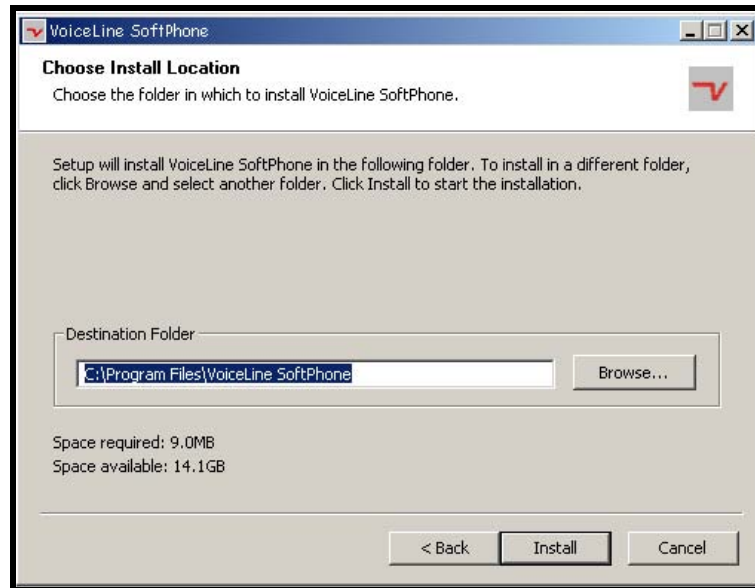 VoiceLine SoftPhone
Choose Install Location
Choose the folder in which to install VoiceLine SoftPhone.
Setup will install VoiceLine SoftPhone in the following folder. To install in a different folder,
click Browse and select another folder. Click Install to start the installation.
Destination Folder
C:\Program Files\VoiceLine SoftPhone
Browse...
Space required: 9.0MB
Space available: 14.1GB
< Back Install Cancel